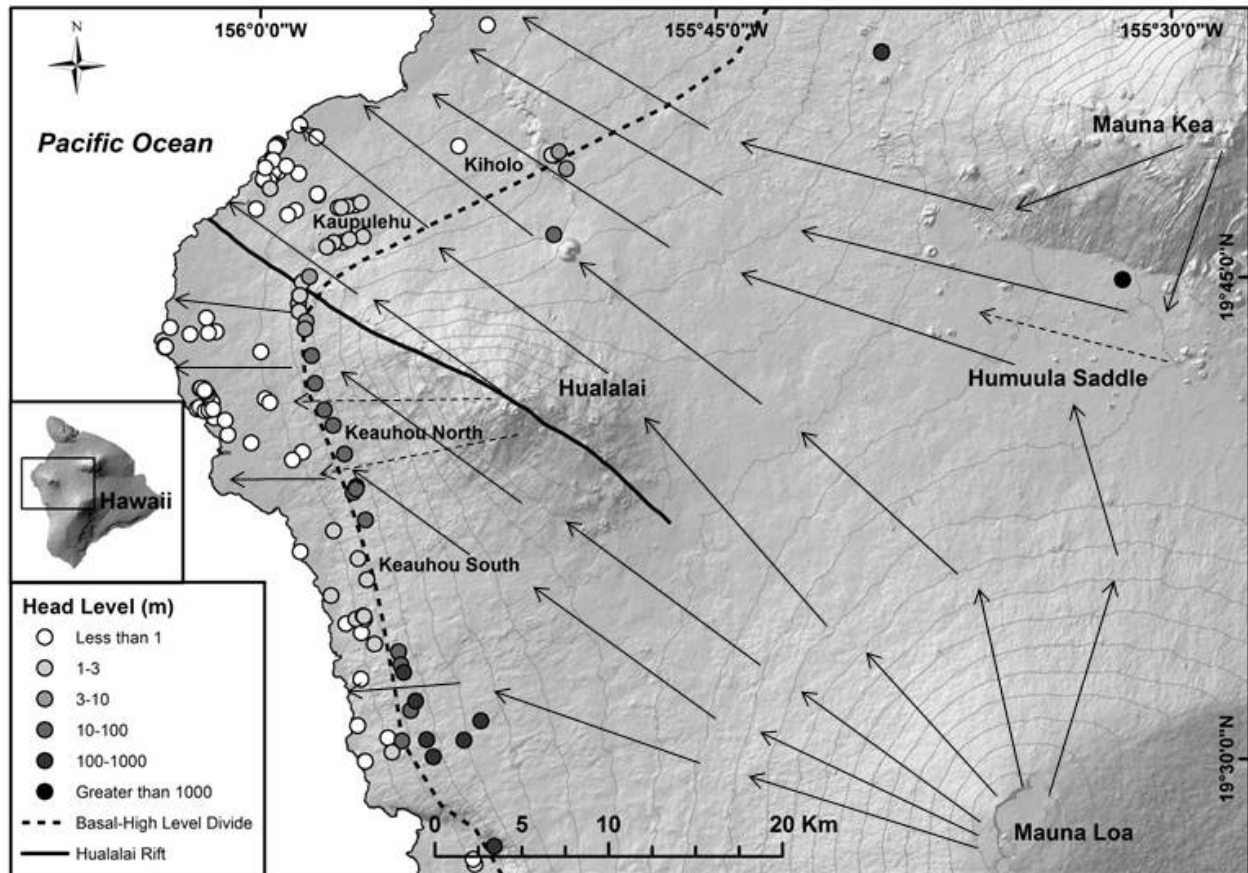 156°0'0"W
155°45'0"W
155°30'0"W
N
Pacific Ocean
Mauna Kea
Kiholo
Kaupulehu
19°45'0"N
Hualalai
Humuula Saddle
Keauhou North
Hawaii
Keauhou South
Head Level (m)
Less than 1
1-3
3-10
10-100
100-1000
Greater than 1000
Basal-High Level Divide
Hualalai Rift
19°30'0"N
0 5 10 20 Km
Mauna Loa